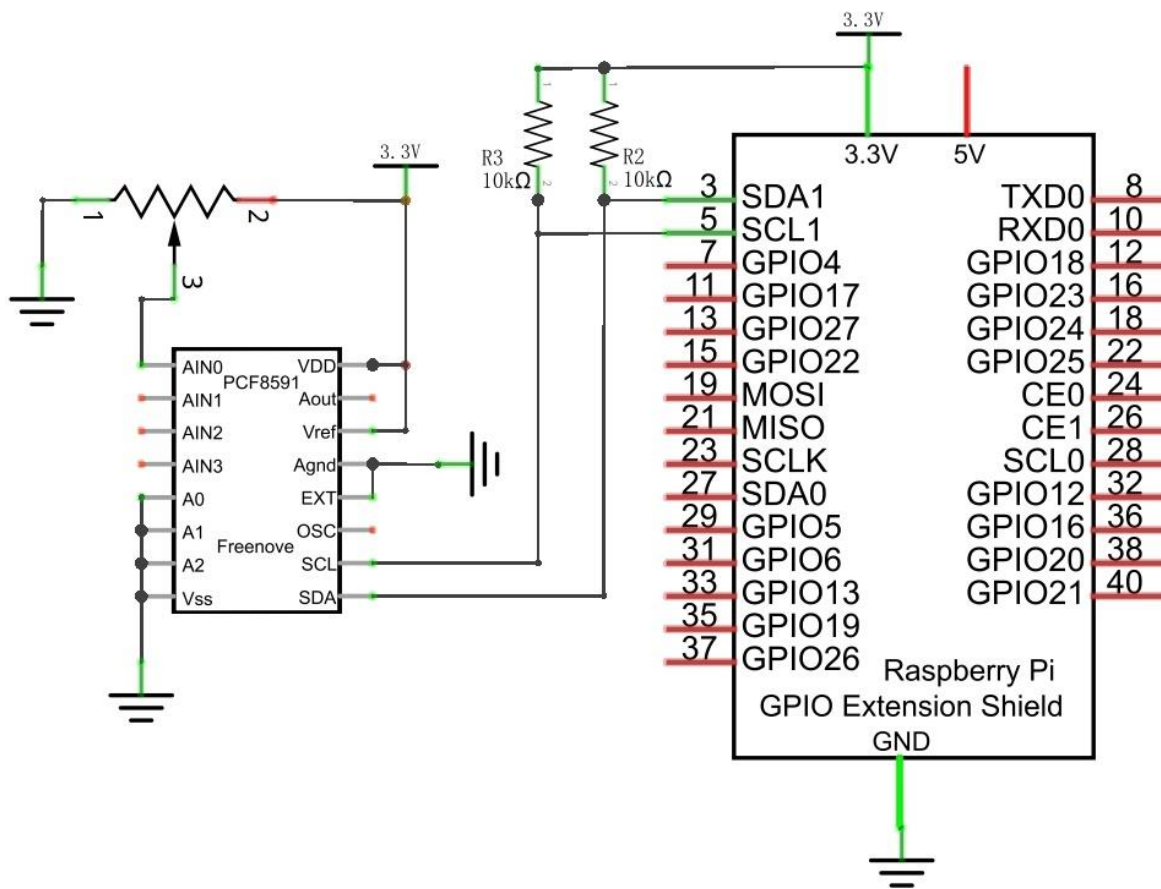 3.3V
3.3V
R3
10kΩ
R2
10kΩ
1
2
1
2
1
2
3
PCF8591
AIN0
AIN1
AIN2
AIN3
A0
A1
A2
Vss
VDD
Aout
Vref
Agnd
EXT
OSC
SCL
SDA
Freenove
3.3V
5V
3 SDA1
5 SCL1
7 GPIO4
11 GPIO17
13 GPIO27
15 GPIO22
19 MOSI
21 MISO
23 SCLK
27 SDA0
29 GPIO5
31 GPIO6
33 GPIO13
35 GPIO19
37 GPIO26
TXD0 8
RXD0 10
GPIO18 12
GPIO23 16
GPIO24 18
GPIO25 22
CE0 24
CE1 26
SCL0 28
GPIO12 32
GPIO16 36
GPIO20 38
GPIO21 40
Raspberry Pi
GPIO Extension Shield
GND